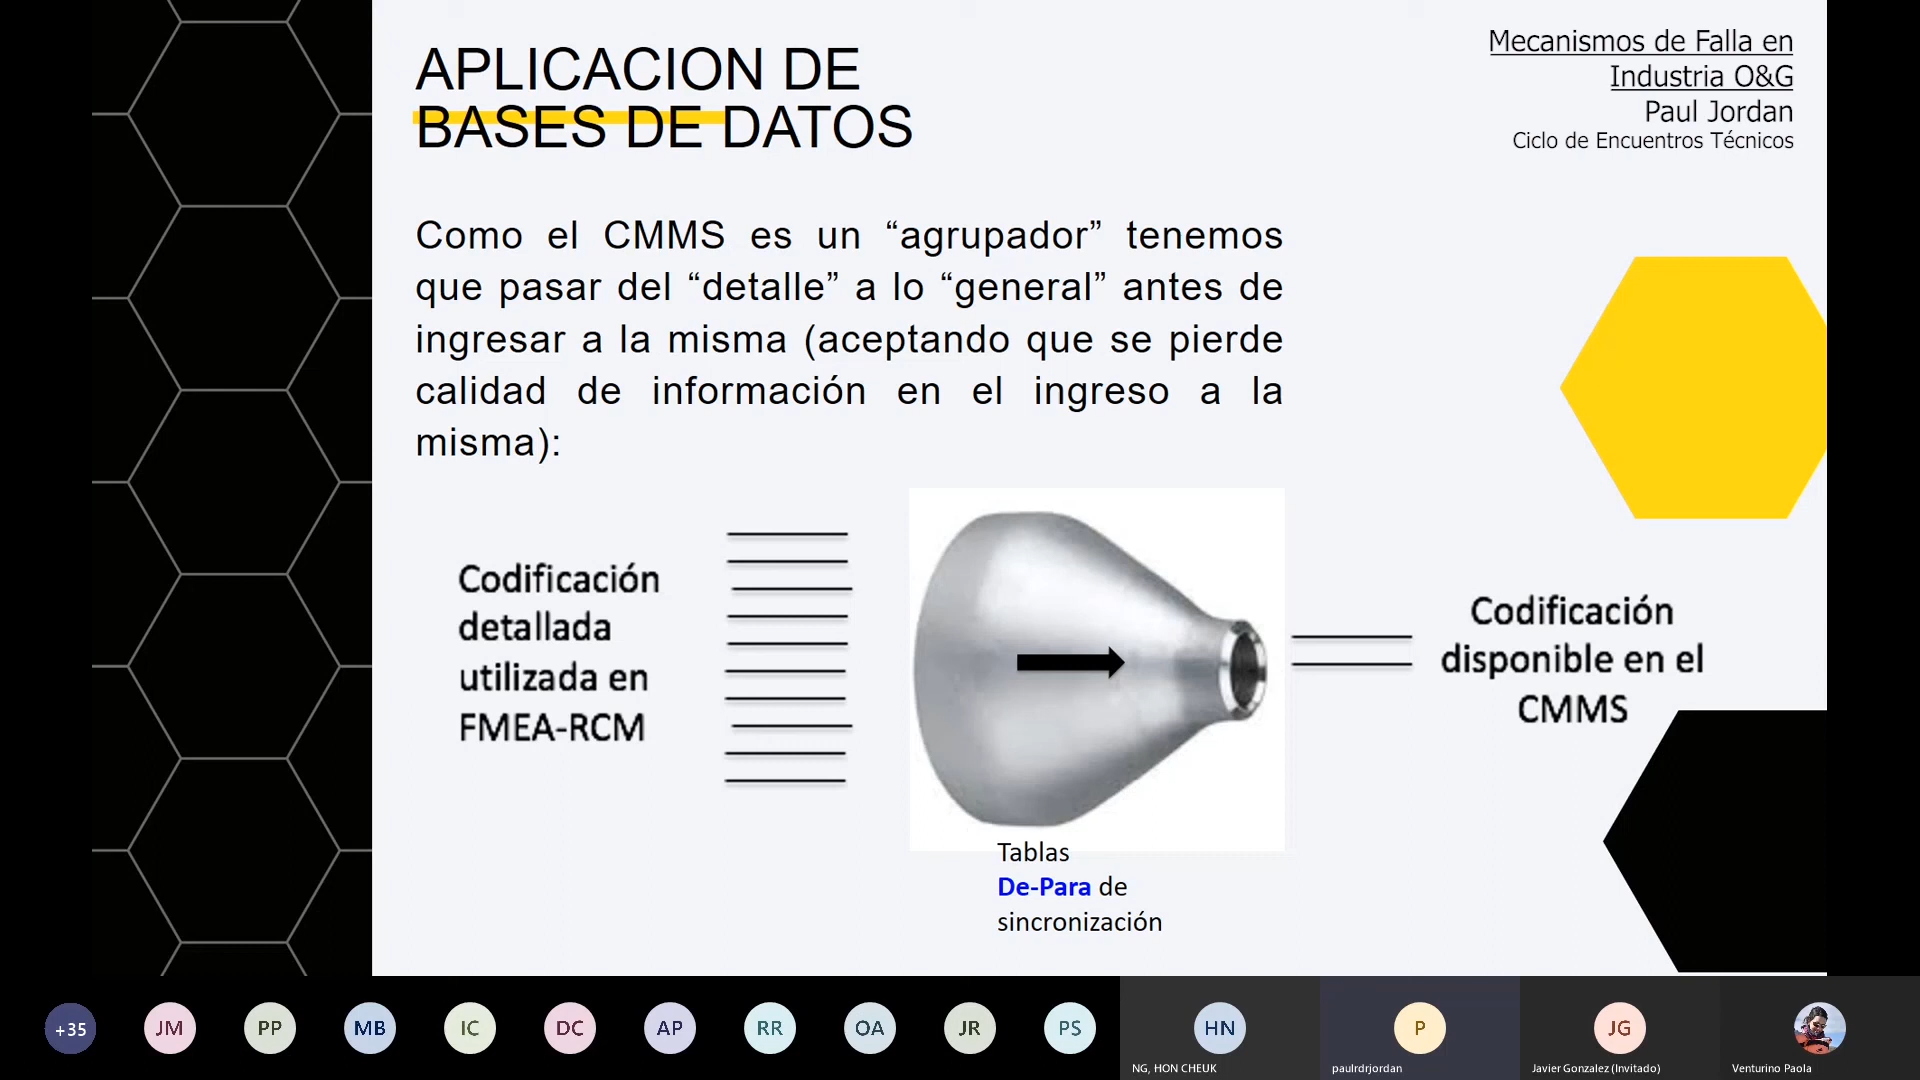 APLICACION DE
BASES DE DATOS
Mecanismos de Falla en
Industria O&G
Paul Jordan
Ciclo de Encuentros Técnicos
Como el CMMS es un “agrupador” tenemos
que pasar del “detalle” a lo “general” antes de
ingresar a la misma (aceptando que se pierde
calidad de información en el ingreso a la
misma):
Codificación
detallada
utilizada en
FMEA-RCM
Codificación
disponible en el
CMMS
Tablas
De-Para de
sincronización
+35
JM
PP
MB
IC
DC
AP
RR
OA
JR
PS
HN
NG, HON CHEUK
P
paulrdrjordan
JG
Javier Gonzalez (Invitado)
Venturino Paola